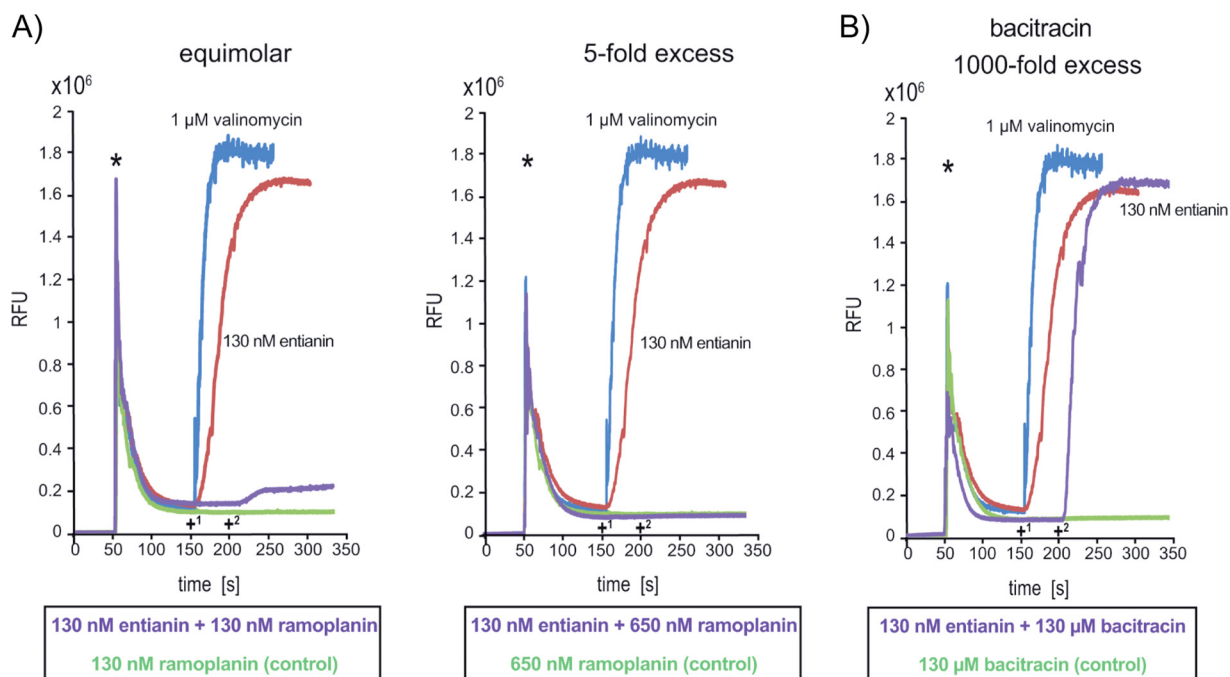 A)
equimolar
x10⁶
2
1.8
1.6
1.4
1.2
1
0.8
0.6
0.4
0.2
0
RFU
*
1 µM valinomycin
130 nM entianin
+¹
+²
0 50 100 150 200 250 300 350
time [s]
130 nM entianin + 130 nM ramoplanin
130 nM ramoplanin (control)
5-fold excess
x10⁶
2
1.8
1.6
1.4
1.2
1
0.8
0.6
0.4
0.2
0
RFU
*
1 µM valinomycin
130 nM entianin
+¹
+²
0 50 100 150 200 250 300 350
time [s]
130 nM entianin + 650 nM ramoplanin
650 nM ramoplanin (control)
B)
bacitracin
1000-fold excess
x10⁶
2
1.8
1.6
1.4
1.2
1
0.8
0.6
0.4
0.2
0
RFU
*
1 µM valinomycin
130 nM entianin
+¹
+²
0 50 100 150 200 250 300 350
time [s]
130 nM entianin + 130 µM bacitracin
130 µM bacitracin (control)